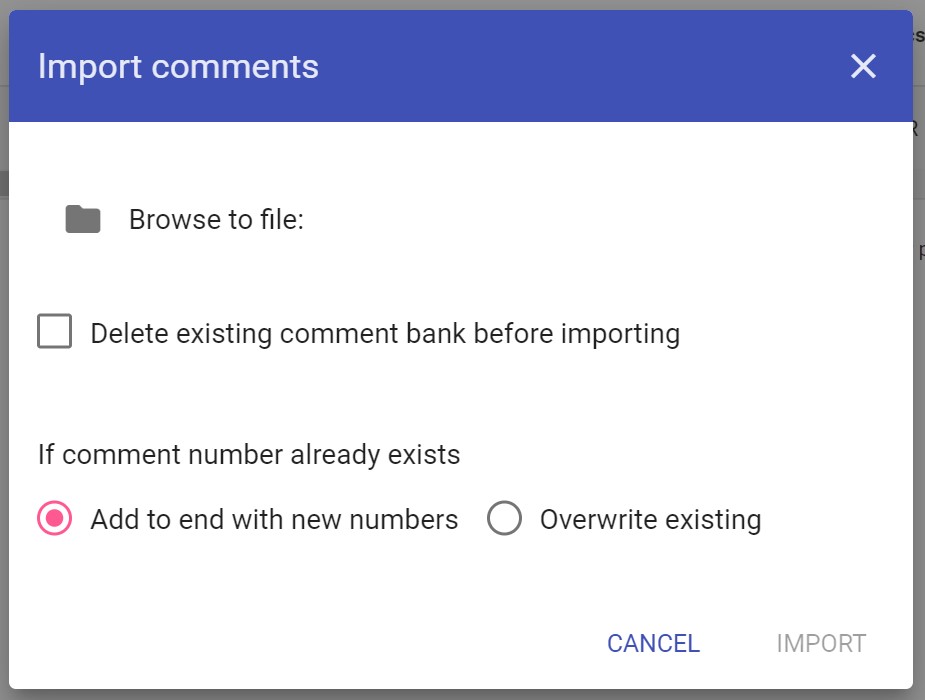 Import comments
Browse to file:
Delete existing comment bank before importing
If comment number already exists
Add to end with new numbers Overwrite existing
CANCEL IMPORT